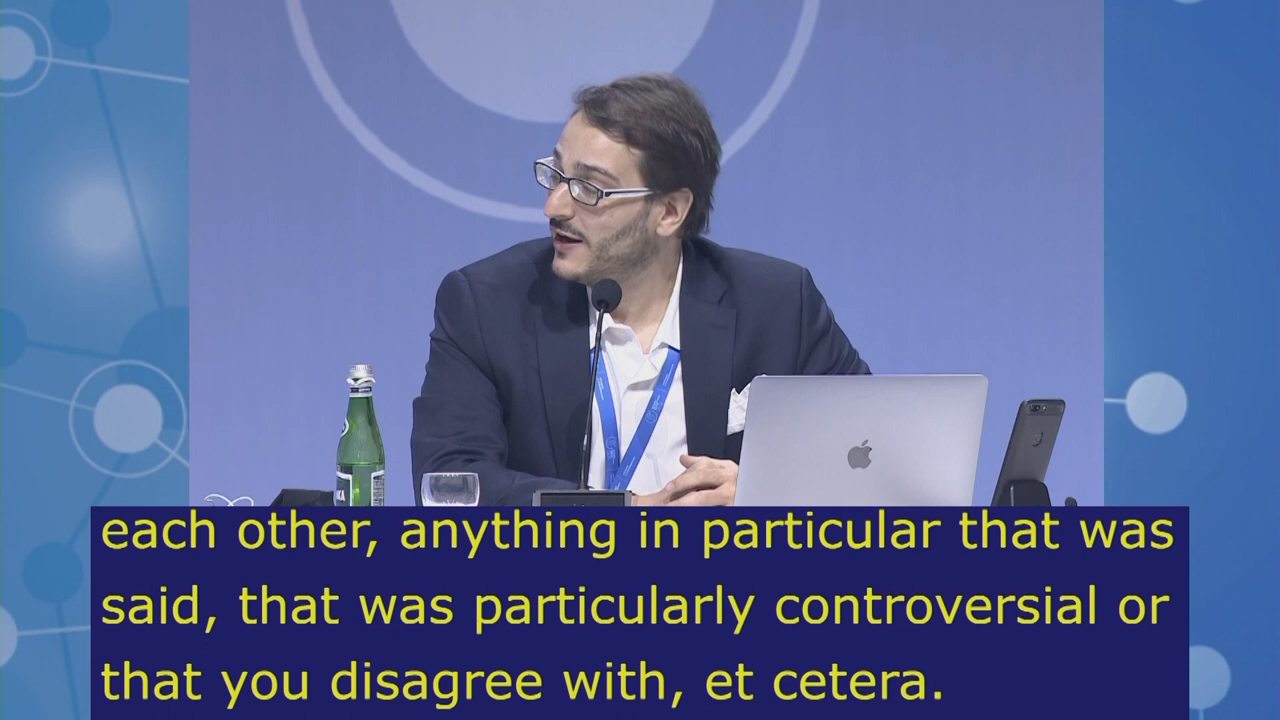 each other, anything in particular that was
said, that was particularly controversial or
that you disagree with, et cetera.